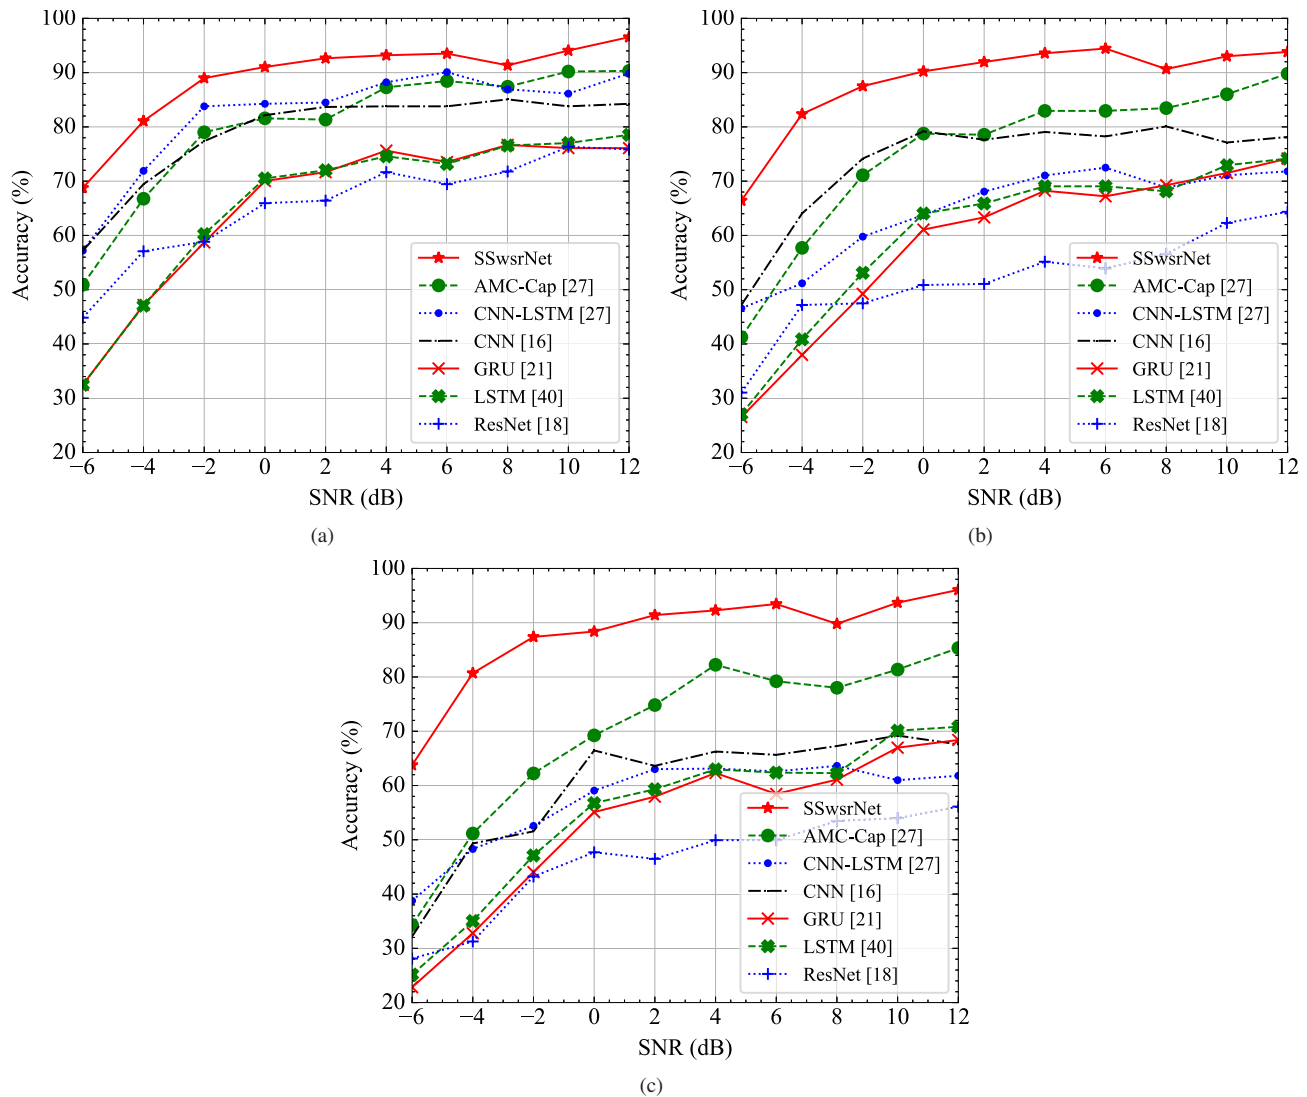 100
90
80
70
60
50
40
30
20
Accuracy (%)
SSwsrNet
AMC-Cap [27]
CNN-LSTM [27]
CNN [16]
GRU [21]
LSTM [40]
ResNet [18]
−6 −4 −2 0 2 4 6 8 10 12
SNR (dB)
(a)
100
90
80
70
60
50
40
30
20
Accuracy (%)
SSwsrNet
AMC-Cap [27]
CNN-LSTM [27]
CNN [16]
GRU [21]
LSTM [40]
ResNet [18]
−6 −4 −2 0 2 4 6 8 10 12
SNR (dB)
(b)
100
90
80
70
60
50
40
30
20
Accuracy (%)
SSwsrNet
AMC-Cap [27]
CNN-LSTM [27]
CNN [16]
GRU [21]
LSTM [40]
ResNet [18]
−6 −4 −2 0 2 4 6 8 10 12
SNR (dB)
(c)